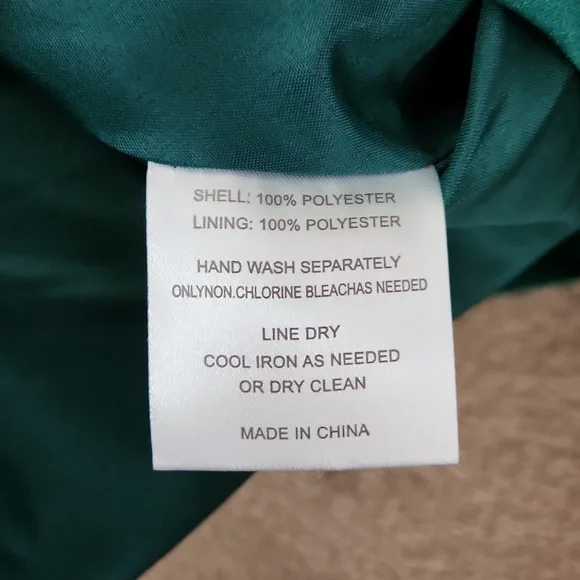 SHELL: 100% POLYESTER
LINING: 100% POLYESTER
HAND WASH SEPARATELY
ONLYNON.CHLORINE BLEACHAS NEEDED
LINE DRY
COOL IRON AS NEEDED
OR DRY CLEAN
MADE IN CHINA